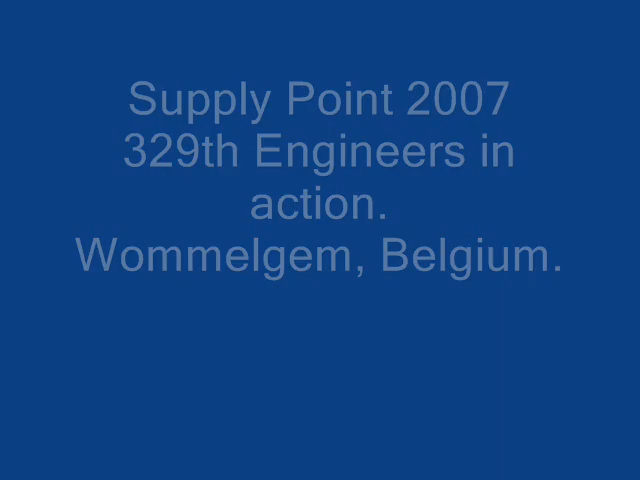 Supply Point 2007
329th Engineers in
action.
Wommelgem, Belgium.